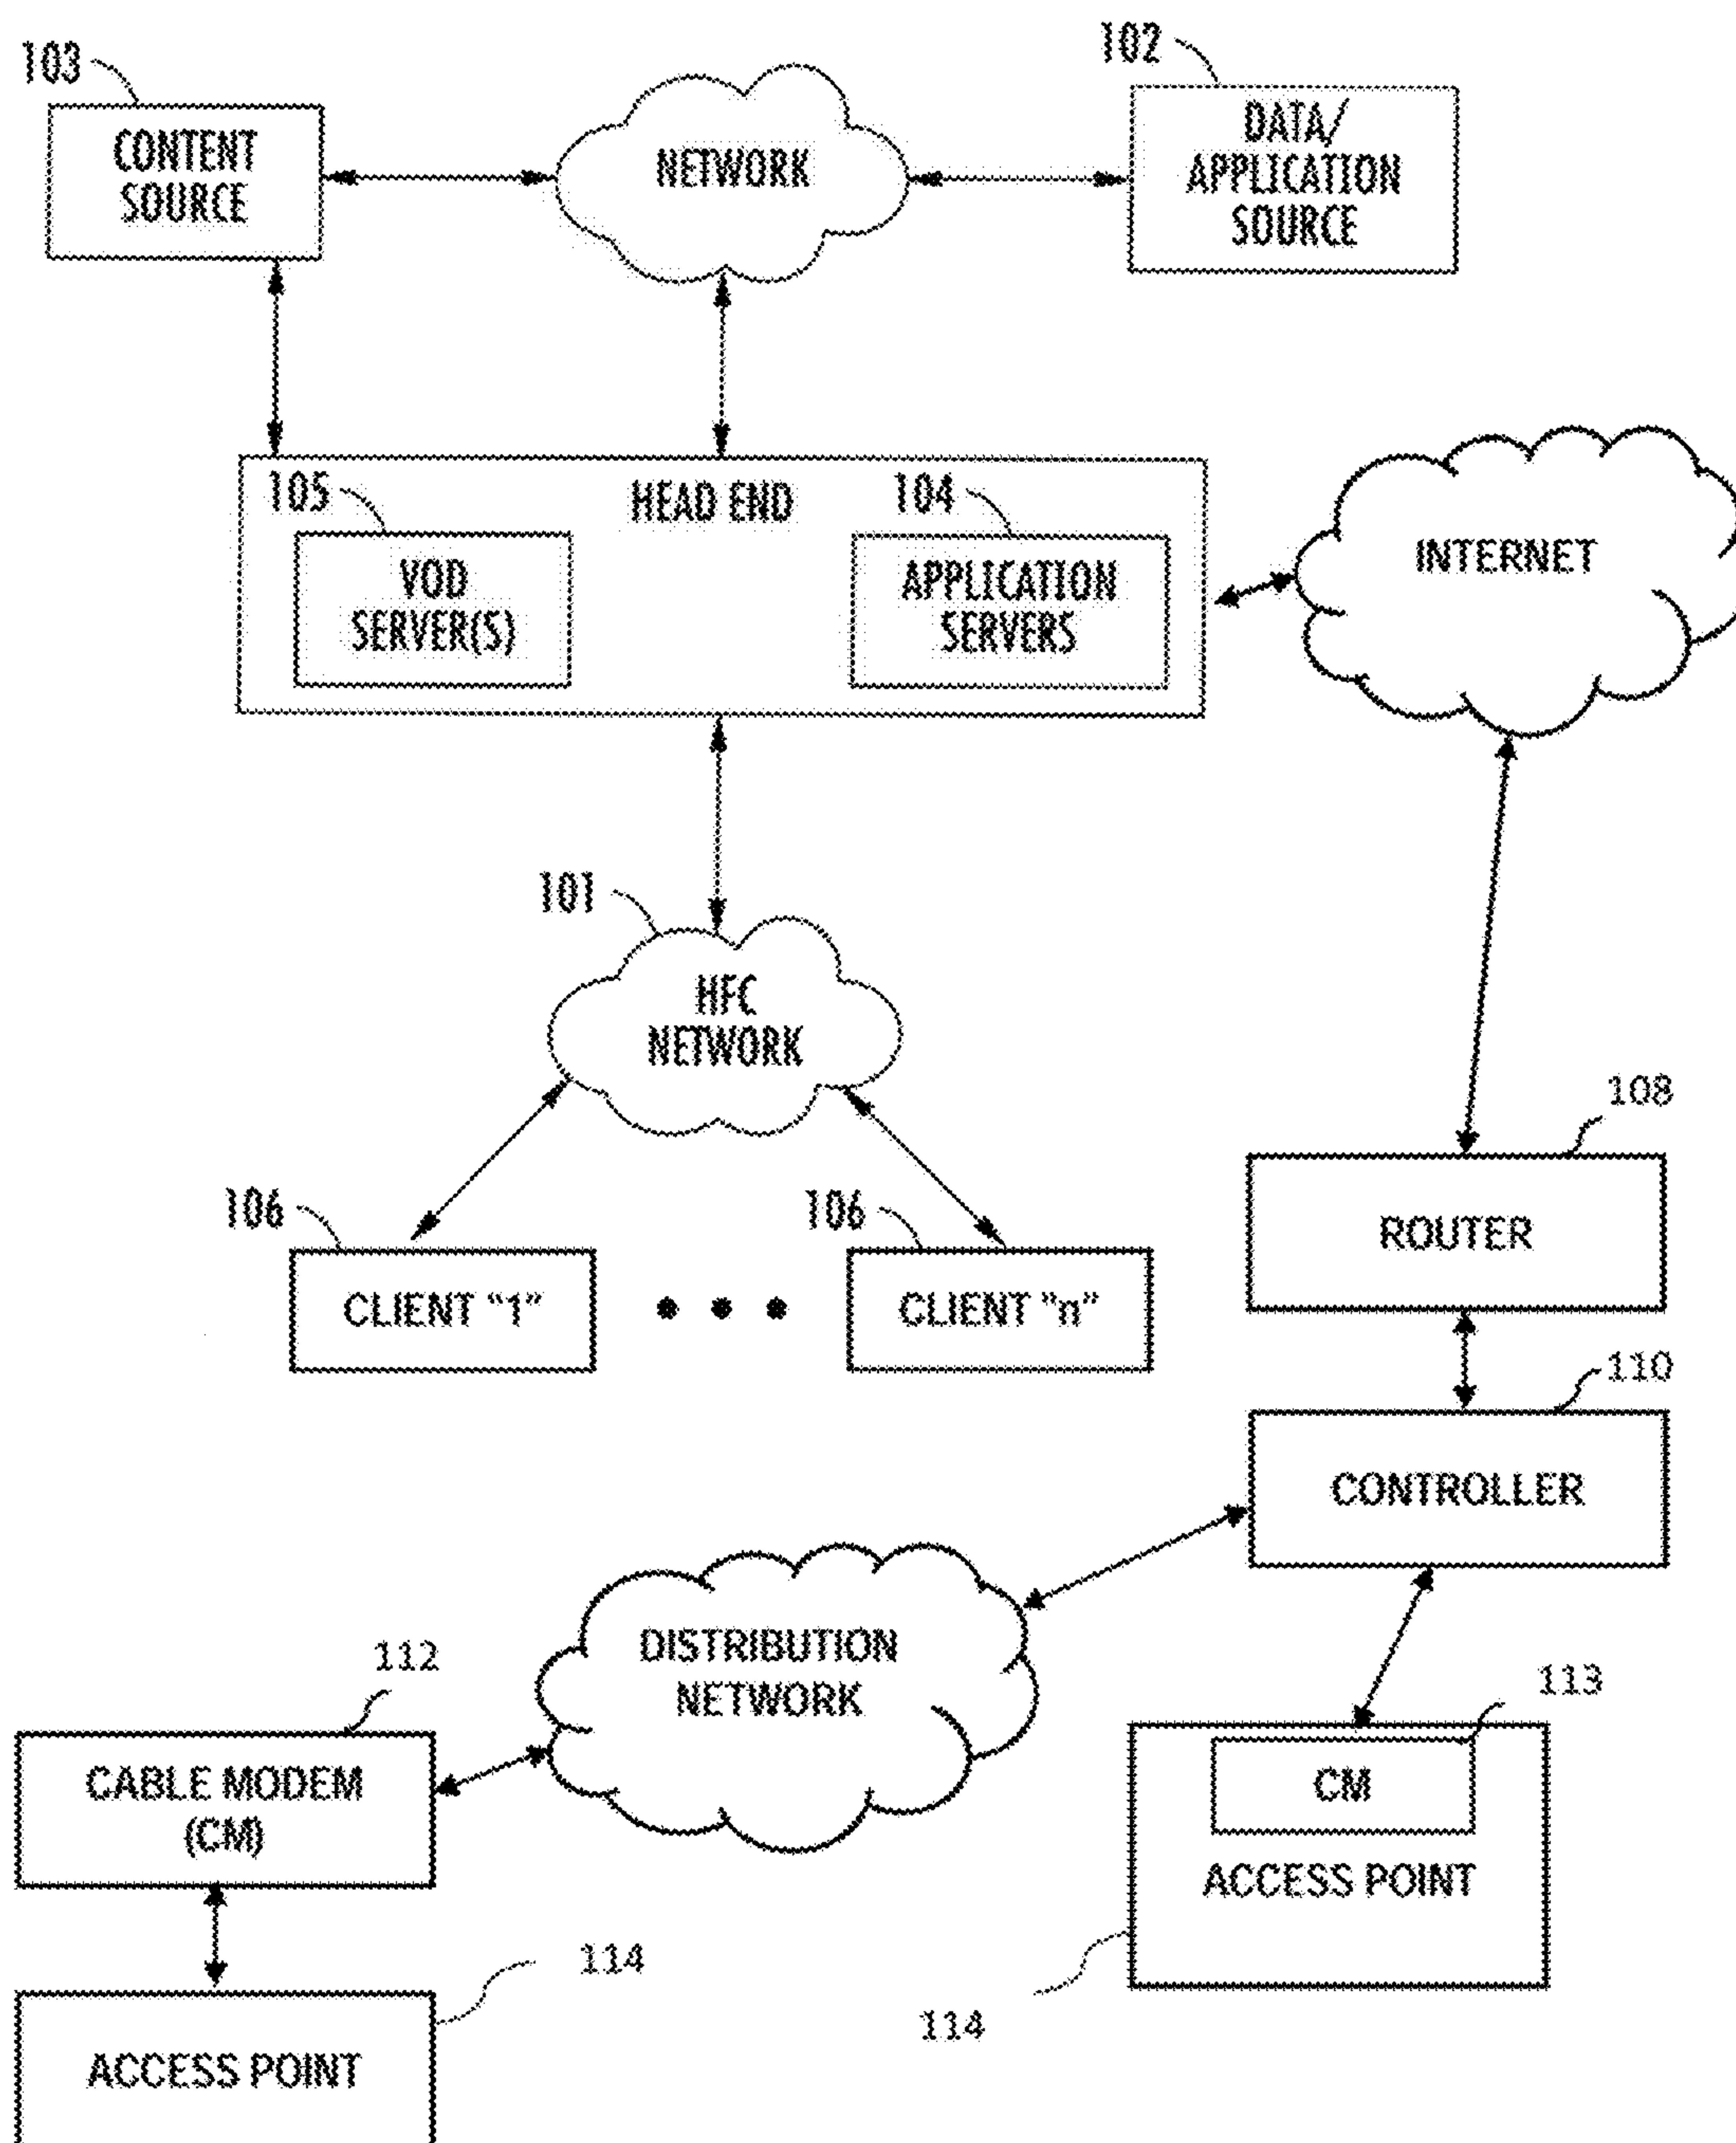 103
102
CONTENT
SOURCE
NETWORK
DATA/
APPLICATION
SOURCE
105
HEAD END
104
VOD
SERVER(S)
APPLICATION
SERVERS
INTERNET
101
HFC
NETWORK
108
ROUTER
106
106
CLIENT "1"
CLIENT "n"
110
CONTROLLER
DISTRIBUTION
NETWORK
112
113
CABLE MODEM
(CM)
CM
ACCESS POINT
114
114
ACCESS POINT